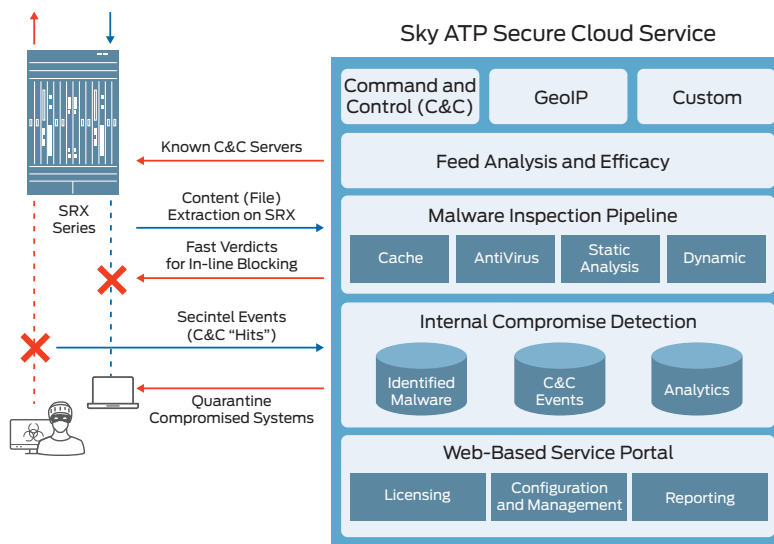 Sky ATP Secure Cloud Service
Command and
Control (C&C)
GeoIP
Custom
Known C&C Servers
Feed Analysis and Efficacy
SRX
Series
Content (File)
Extraction on SRX
Malware Inspection Pipeline
Cache
AntiVirus
Static
Analysis
Dynamic
Fast Verdicts
for In-line Blocking
Secintel Events
(C&C “Hits”)
Internal Compromise Detection
Identified
Malware
C&C
Events
Analytics
Quarantine
Compromised Systems
Web-Based Service Portal
Licensing
Configuration
and Management
Reporting